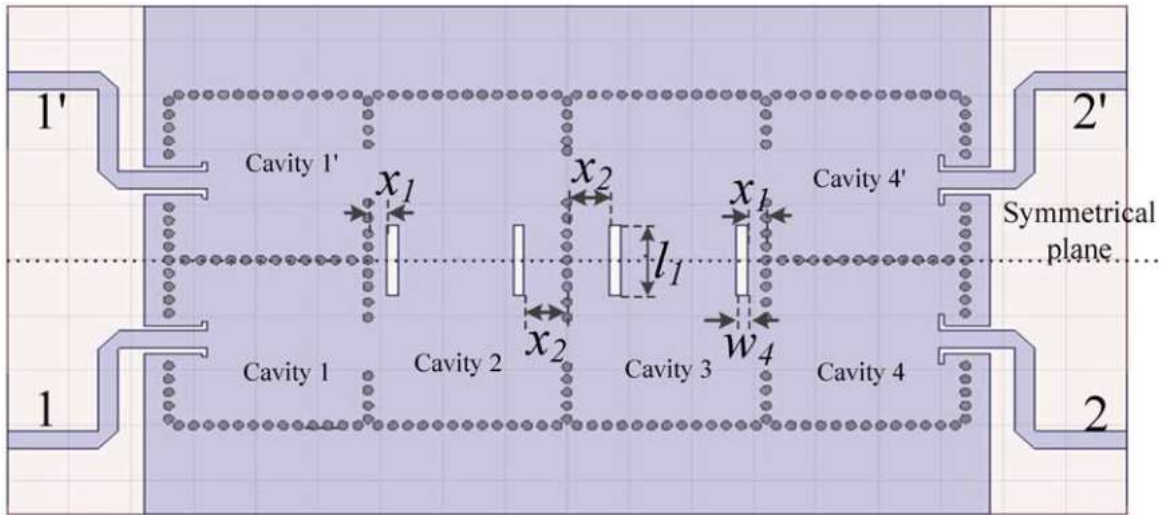 1'
2'
Cavity 1'
x1
x2
x1
Cavity 4'
Symmetrical
plane
l1
x2
w4
Cavity 1
Cavity 2
Cavity 3
Cavity 4
1
2